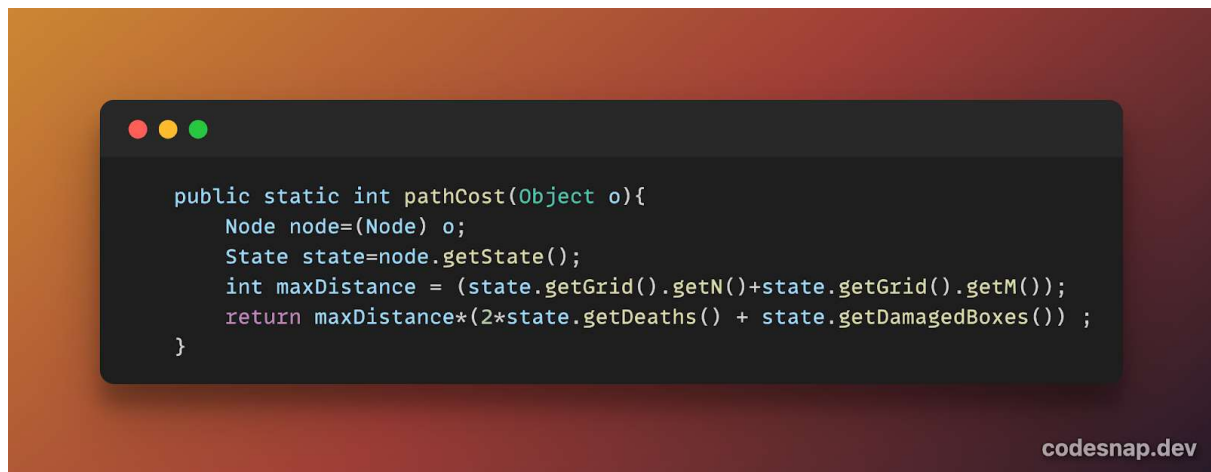 public static int pathCost(Object o){
Node node=(Node) o;
State state=node.getState();
int maxDistance = (state.getGrid().getN()+state.getGrid().getM());
return maxDistance*(2*state.getDeaths() + state.getDamagedBoxes()) ;
}
codesnap.dev